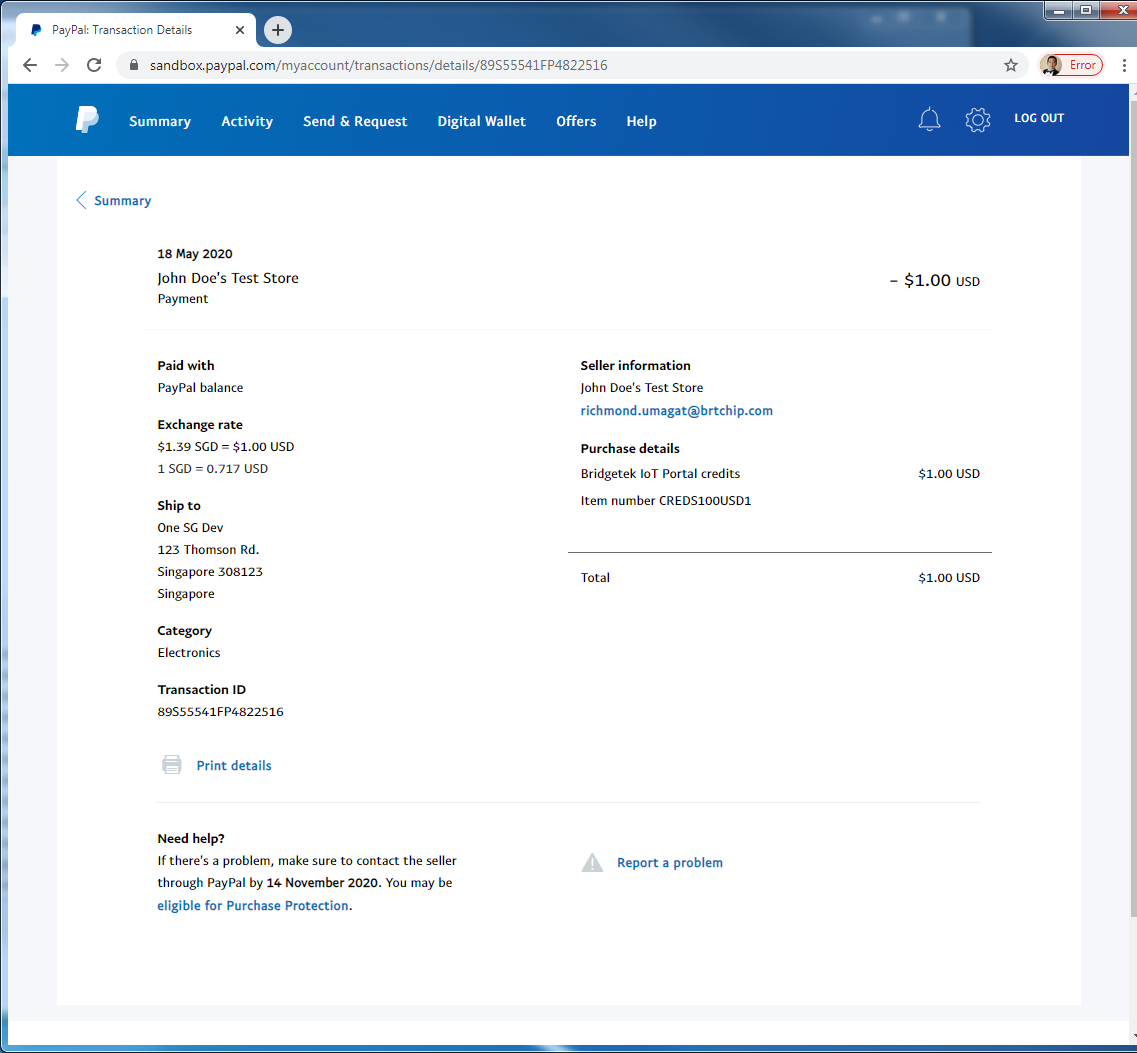 PayPal: Transaction Details
sandbox.paypal.com/myaccount/transactions/details/89S55541FP4822516
Error
Summary
Activity
Send & Request
Digital Wallet
Offers
Help
LOG OUT
Summary
18 May 2020
John Doe's Test Store
Payment
– $1.00 USD
Paid with
PayPal balance
Exchange rate
$1.39 SGD = $1.00 USD
1 SGD = 0.717 USD
Ship to
One SG Dev
123 Thomson Rd.
Singapore 308123
Singapore
Category
Electronics
Transaction ID
89S55541FP4822516
Print details
Seller information
John Doe's Test Store
richmond.umagat@brtchip.com
Purchase details
Bridgetek IoT Portal credits $1.00 USD
Item number CREDS100USD1
Total $1.00 USD
Need help?
If there's a problem, make sure to contact the seller
through PayPal by 14 November 2020. You may be
eligible for Purchase Protection.
Report a problem